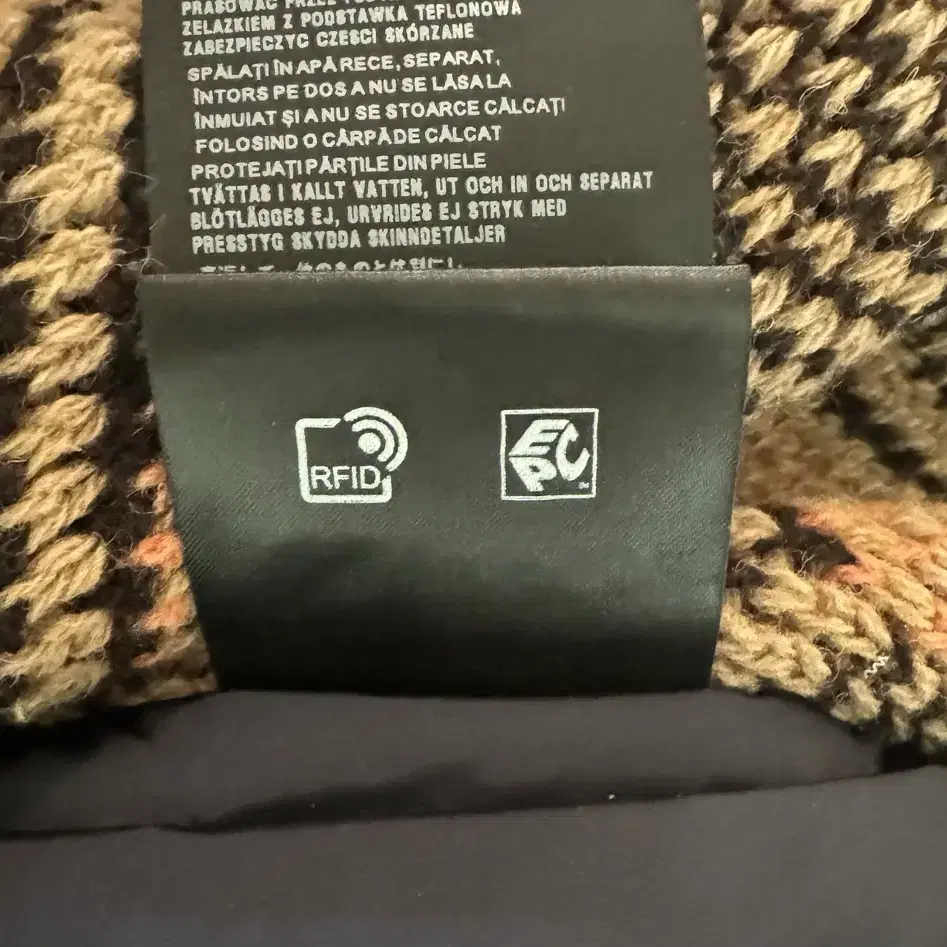 ZELAZKIEM Z PODSTAWKA TEFLONOWA
ZABEZPIECZYC CZESCI SKÓRZANE
SPĂLAȚI ÎN APĂ RECE, SEPARAT,
ÎNTORS PE DOS A NU SE LĂSA LA
ÎNMUIAT ȘI A NU SE STOARCE CĂLCAȚI
FOLOSIND O CÂRPĂ DE CĂLCAT
PROTEJAȚI PĂRȚILE DIN PIELE
TVÄTTAS I KALLT VATTEN, UT OCH IN OCH SEPARAT
BLÖTLÄGGES EJ, URVRIDES EJ STRYK MED
PRESSTYG SKYDDA SKINNDETALJER
RFID
EPC